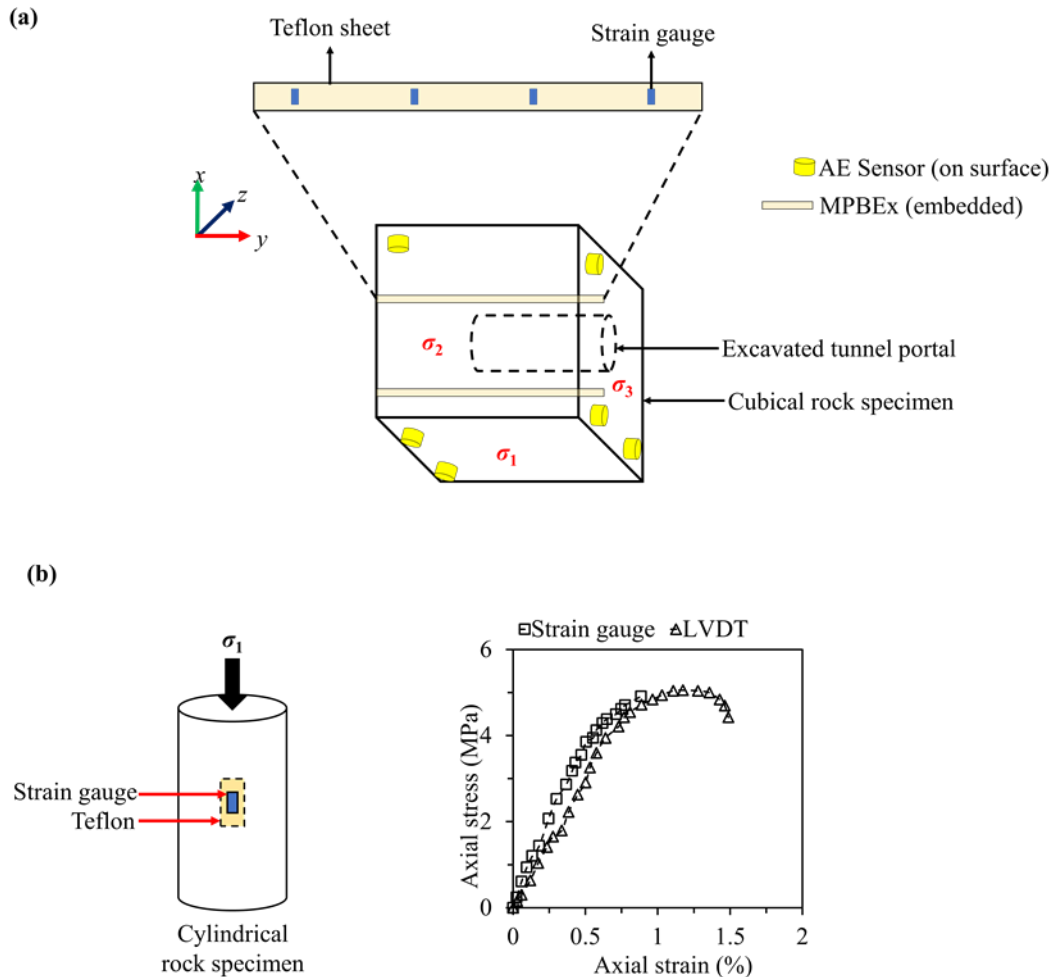 (a)
Teflon sheet
Strain gauge
AE Sensor (on surface)
MPBEx (embedded)
x
z
y
σ2
Excavated tunnel portal
σ3
Cubical rock specimen
σ1
(b)
σ1
Strain gauge
Teflon
Cylindrical
rock specimen
Strain gauge LVDT
6
4
2
0
Axial stress (MPa)
0 0.5 1 1.5 2
Axial strain (%)